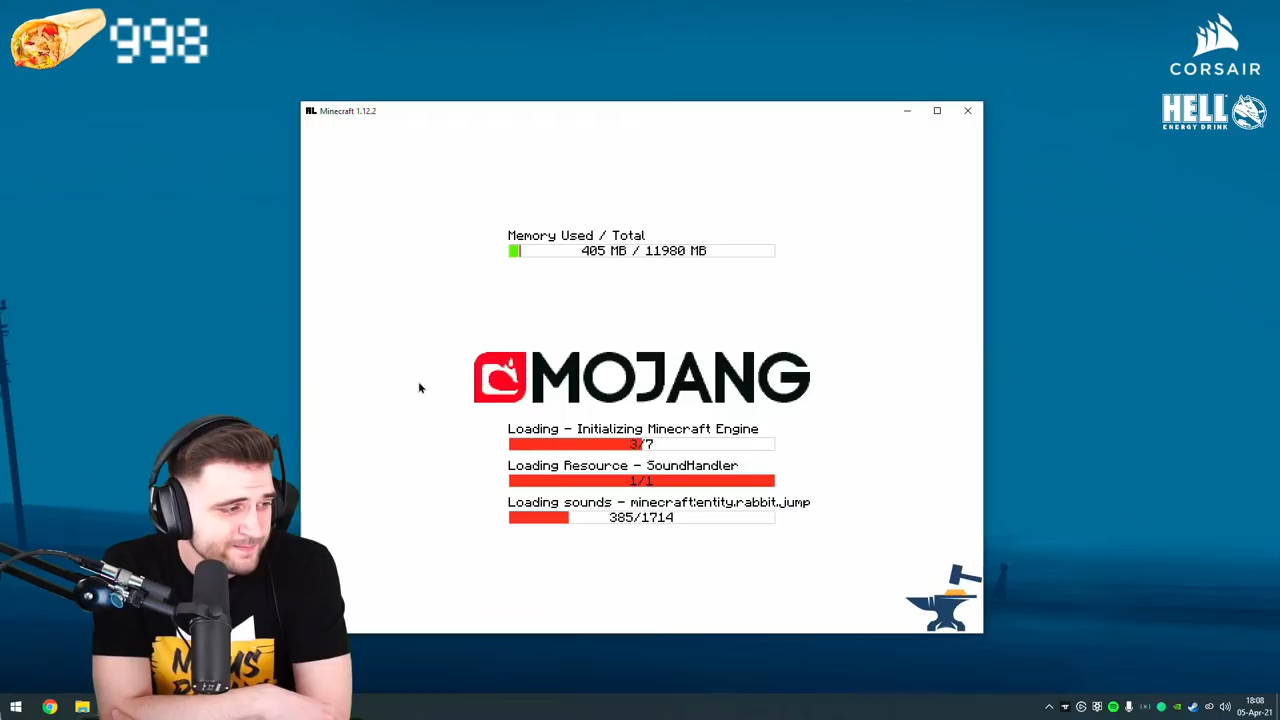 998
CORSAIR
HELL
ENERGY DRINK
Minecraft 1.12.2
Memory Used / Total
405 MB / 11980 MB
MOJANG
Loading - Initializing Minecraft Engine
3/7
Loading Resource - SoundHandler
1/1
Loading sounds - minecraft:entity.rabbit.jump
385/1714
18:08
05-Apr-21